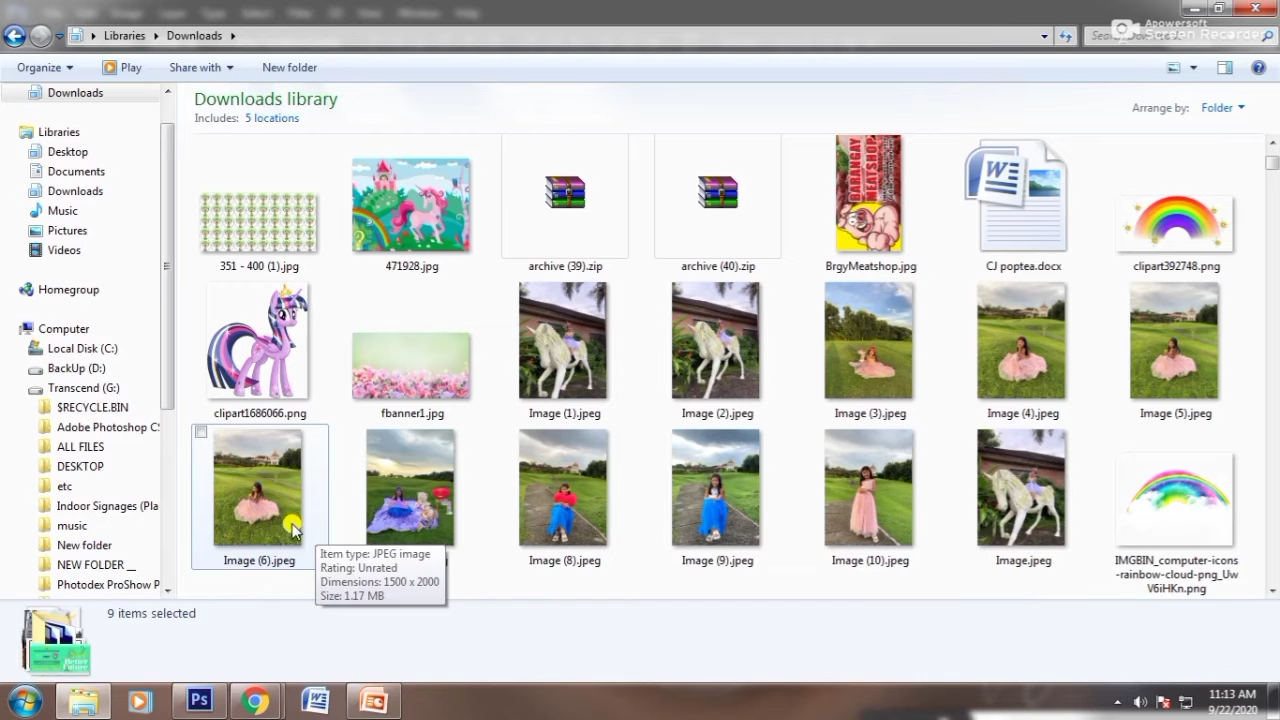 Apowersoft
Screen Recorder
Libraries
Downloads
Organize
Play
Share with
New folder
Downloads
Libraries
Desktop
Documents
Downloads
Music
Pictures
Videos
Homegroup
Computer
Local Disk (C:)
BackUp (D:)
Transcend (G:)
$RECYCLE.BIN
Adobe Photoshop CS
ALL FILES
DESKTOP
etc
Indoor Signages (Pla
music
New folder
NEW FOLDER __
Photodex ProShow P
Downloads library
Includes: 5 locations
Arrange by: Folder
BARANGAY
MEATSHOP
351 - 400 (1).jpg
471928.jpg
archive (39).zip
archive (40).zip
BrgyMeatshop.jpg
CJ poptea.docx
clipart392748.png
clipart1686066.png
fbanner1.jpg
Image (1).jpeg
Image (2).jpeg
Image (3).jpeg
Image (4).jpeg
Image (5).jpeg
Image (6).jpeg
Image (8).jpeg
Image (9).jpeg
Image (10).jpeg
Image.jpeg
IMGBIN_computer-icons
-rainbow-cloud-png_Uw
V6iHKn.png
Item type: JPEG image
Rating: Unrated
Dimensions: 1500 x 2000
Size: 1.17 MB
9 items selected
Ps
W
11:13 AM
9/22/2020